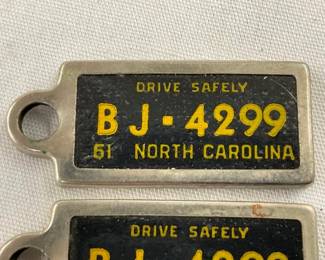 DRIVE SAFELY
BJ-4299
51 NORTH CAROLINA
DRIVE SAFELY